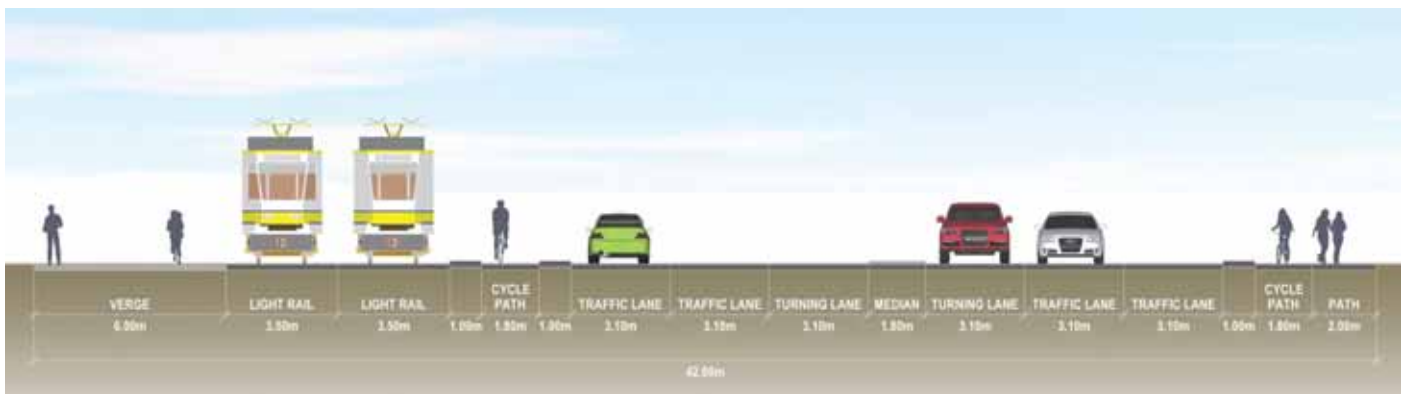 CYCLE CYCLE
VERGE LIGHT RAIL LIGHT RAIL PATH TRAFFIC LANE TRAFFIC LANE TURNING LANE MEDIAN TURNING LANE TRAFFIC LANE TRAFFIC LANE PATH PATH
6.00m 3.50m 3.50m 1.00m 1.80m 1.00m 3.10m 3.10m 3.10m 1.80m 3.10m 3.10m 3.10m 1.00m 1.80m 2.00m
42.00m